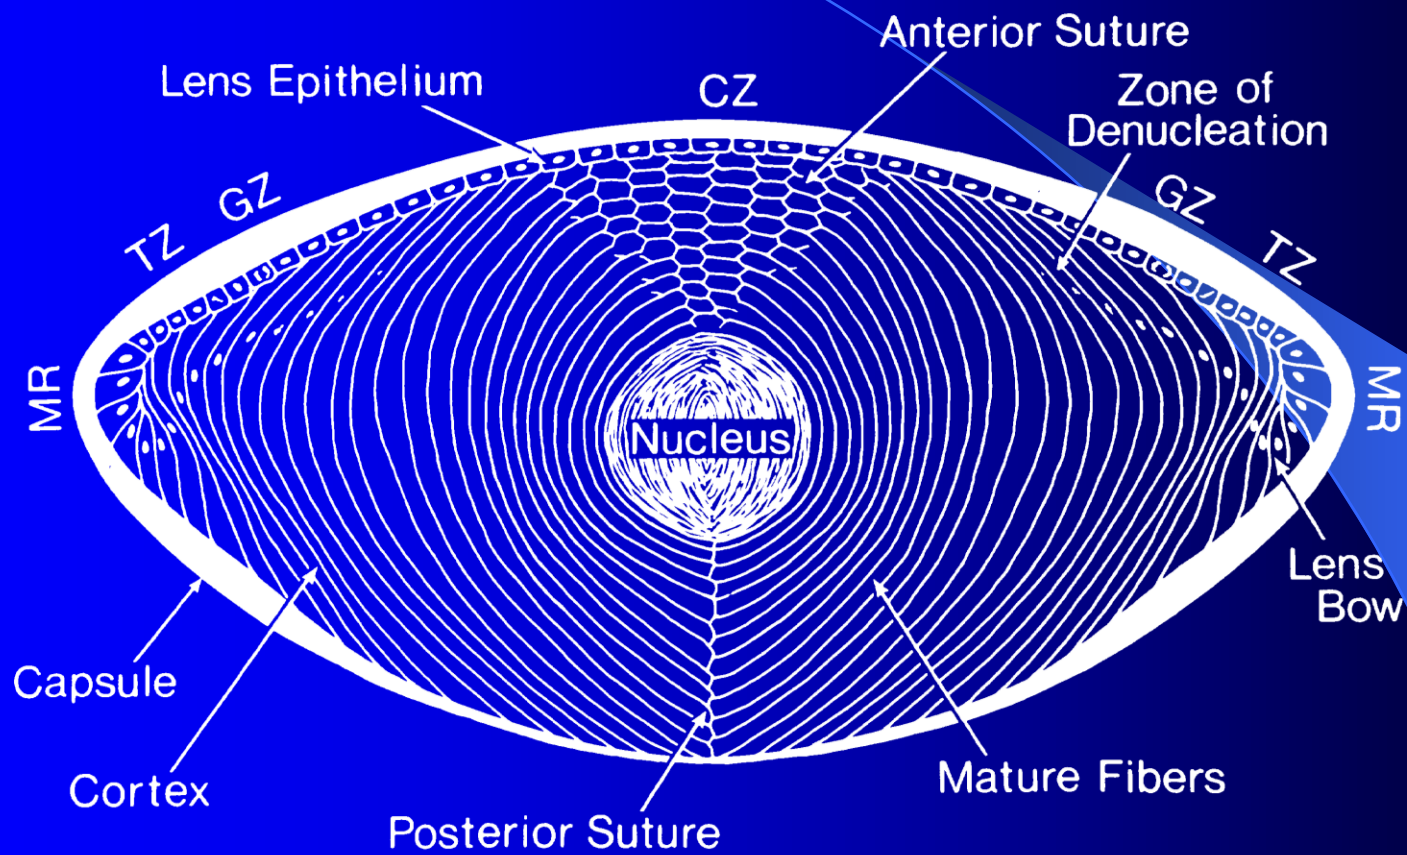 Anterior Suture
Lens Epithelium
CZ
Zone of
Denucleation
GZ
GZ
TZ
TZ
MR
MR
Nucleus
Lens
Bow
Capsule
Cortex
Mature Fibers
Posterior Suture